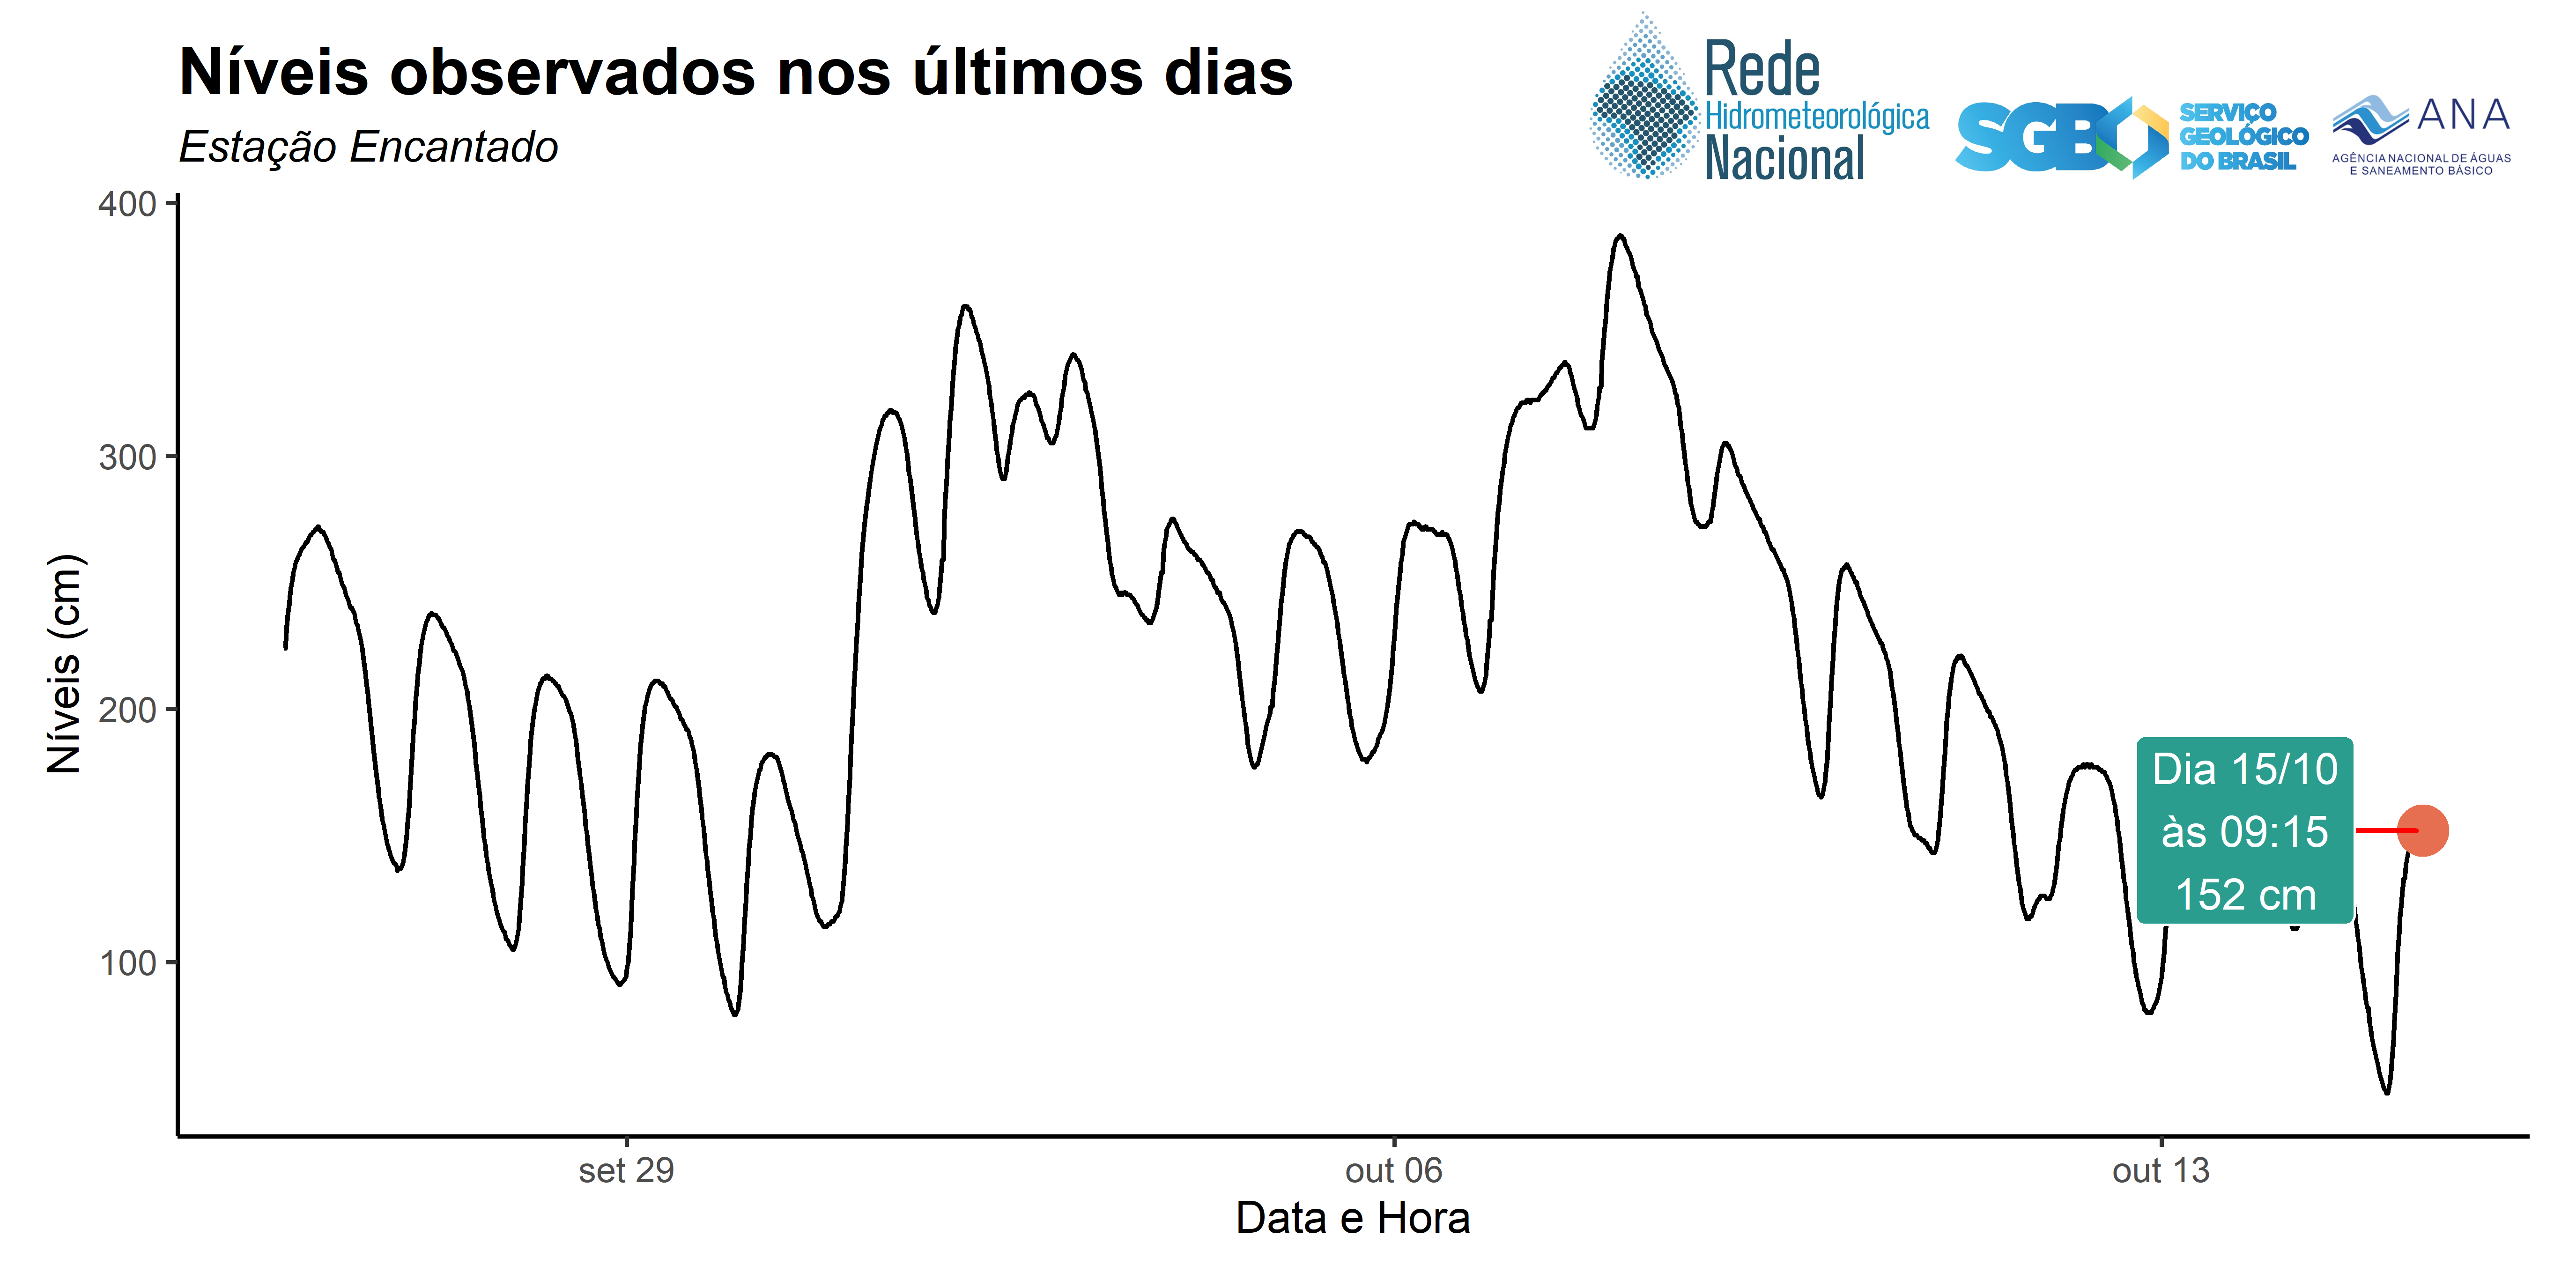 Níveis observados nos últimos dias
Estação Encantado
Rede
Hidrometeorológica
Nacional
SGB
SERVIÇO
GEOLÓGICO
DO BRASIL
ANA
AGÊNCIA NACIONAL DE ÁGUAS
E SANEAMENTO BÁSICO
400
300
200
100
Níveis (cm)
Dia 15/10
às 09:15
152 cm
set 29
out 06
out 13
Data e Hora